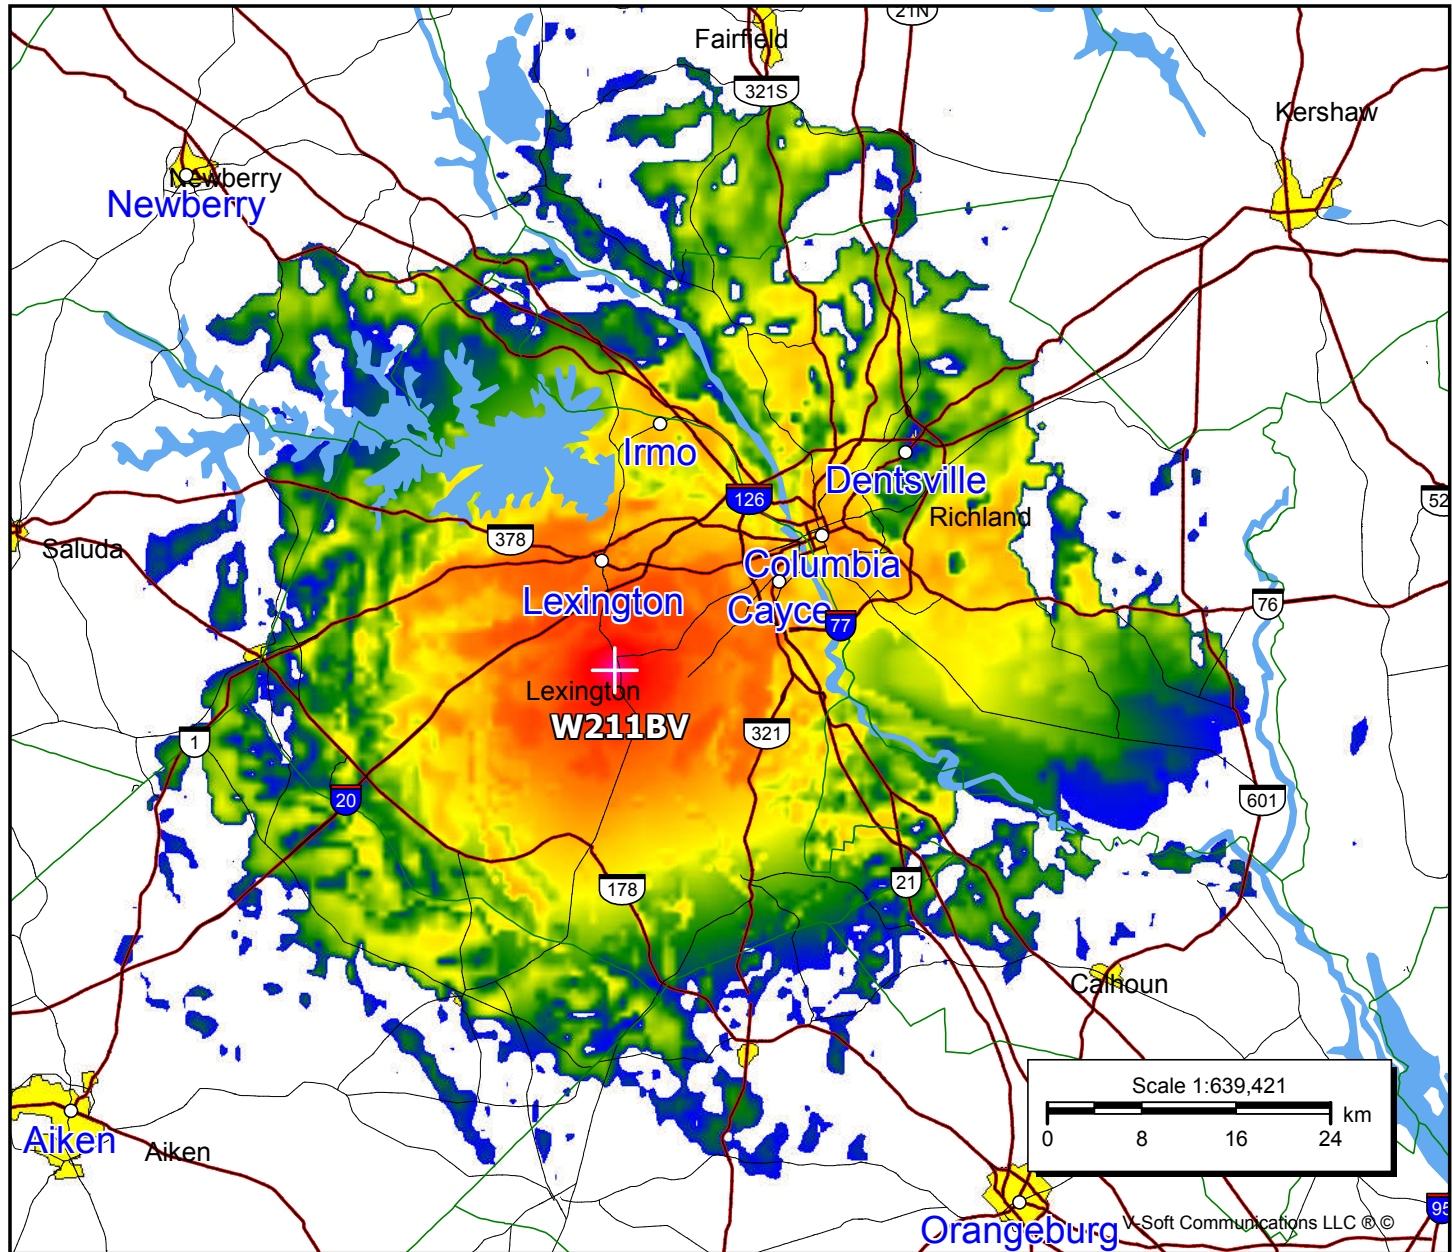 21N
Fairfield
321S
Kershaw
Newberry
Newberry
Irmo
Dentsville
126
Richland
52
378
Saluda
Columbia
Lexington
Cayce
76
77
Lexington
W211BV
321
1
20
601
178
21
Calhoun
Scale 1:639,421
km
0 8 16 24
Aiken
Aiken
95
Orangeburg
V-Soft Communications LLC ® ©